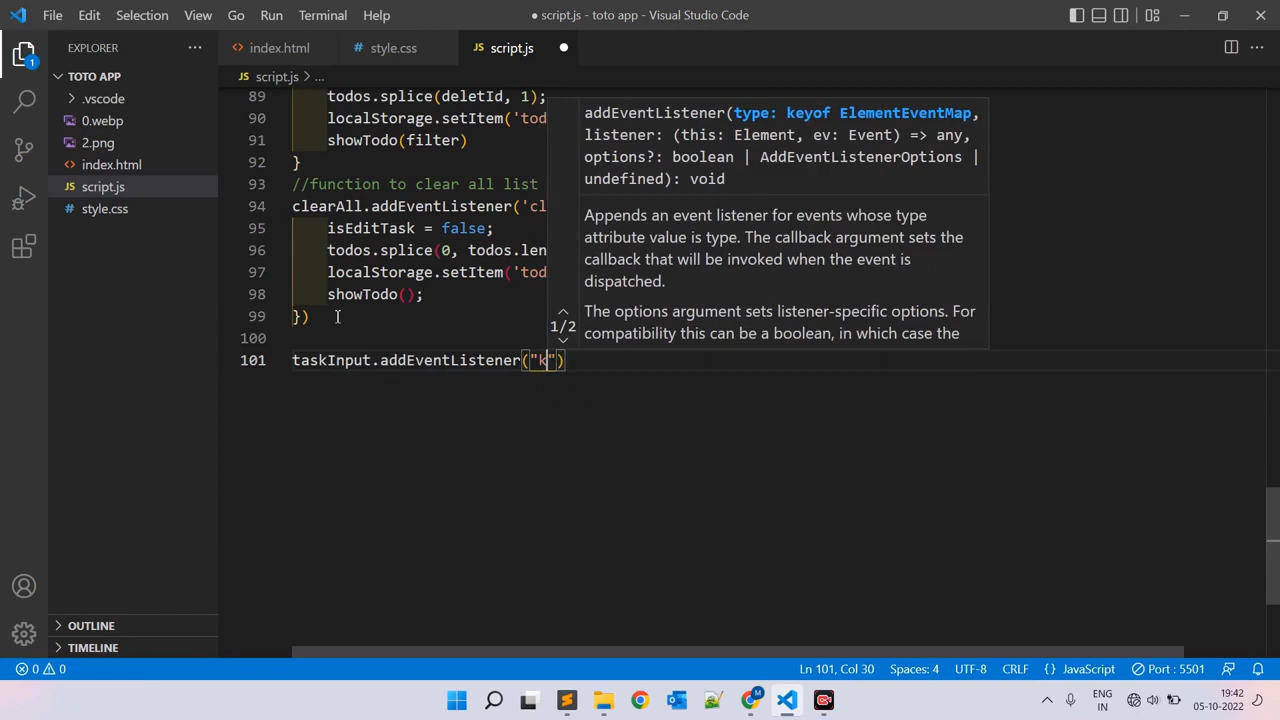 File Edit Selection View Go Run Terminal Help
● script.js - toto app - Visual Studio Code
EXPLORER
index.html
# style.css
JS script.js
TOTO APP
JS script.js > ...
.vscode
0.webp
2.png
index.html
JS script.js
# style.css
1
89 todos.splice(deletId, 1);
90 localStorage.setItem('tod
91 showTodo(filter)
92 }
93 //function to clear all list
94 clearAll.addEventListener('cl
95 isEditTask = false;
96 todos.splice(0, todos.len
97 localStorage.setItem('tod
98 showTodo();
99 })
100
101 taskInput.addEventListener("k")
addEventListener(type: keyof ElementEventMap,
listener: (this: Element, ev: Event) => any,
options?: boolean | AddEventListenerOptions |
undefined): void
Appends an event listener for events whose type
attribute value is type. The callback argument sets the
callback that will be invoked when the event is
dispatched.
The options argument sets listener-specific options. For
compatibility this can be a boolean, in which case the
1/2
OUTLINE
TIMELINE
0 0
Ln 101, Col 30 Spaces: 4 UTF-8 CRLF {} JavaScript Port : 5501
M
ENG
IN
19:42
05-10-2022